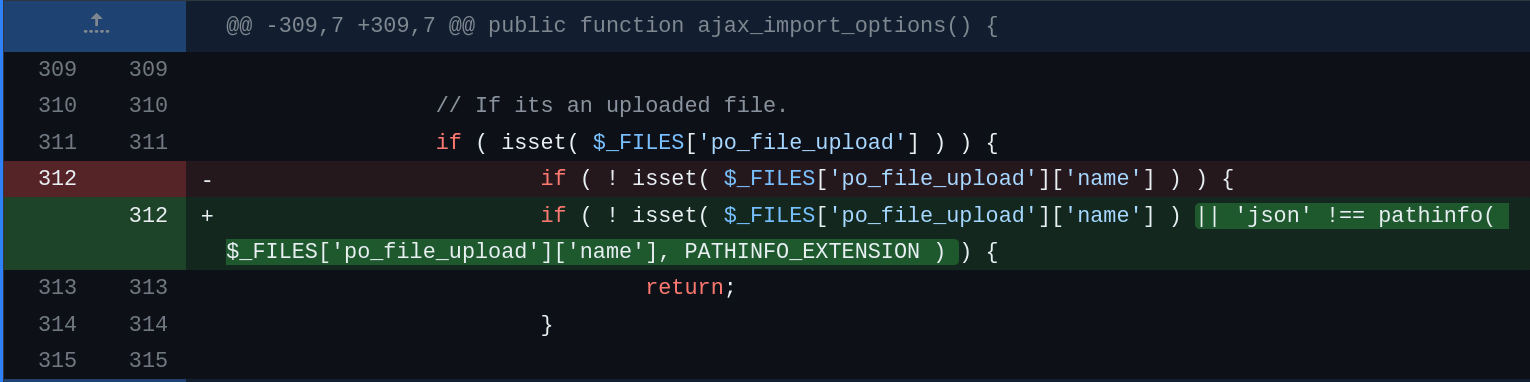 @@ -309,7 +309,7 @@ public function ajax_import_options() {
309 309
310 310 // If its an uploaded file.
311 311 if ( isset( $_FILES['po_file_upload'] ) ) {
312 - if ( ! isset( $_FILES['po_file_upload']['name'] ) ) {
312 + if ( ! isset( $_FILES['po_file_upload']['name'] ) || 'json' !== pathinfo(
$_FILES['po_file_upload']['name'], PATHINFO_EXTENSION ) ) {
313 313 return;
314 314 }
315 315